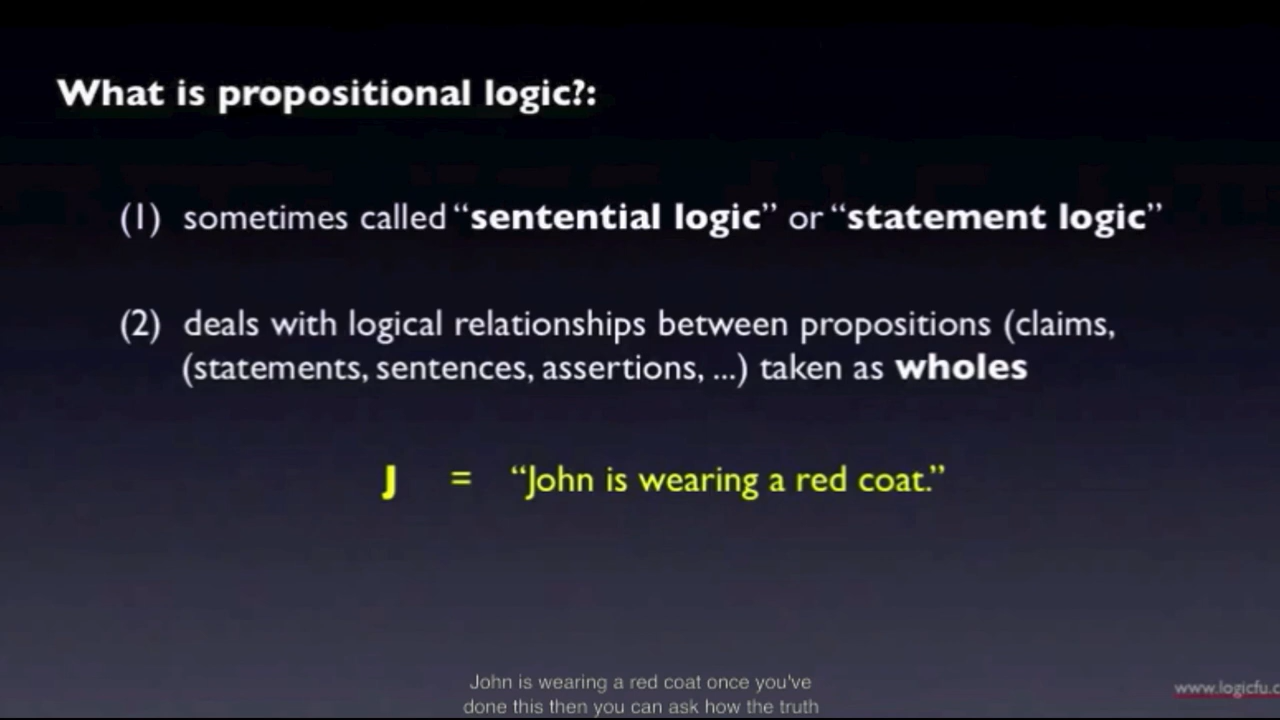 What is propositional logic?:
(1) sometimes called “sentential logic” or “statement logic”
(2) deals with logical relationships between propositions (claims,
(statements, sentences, assertions, ...) taken as wholes
J = “John is wearing a red coat.”
John is wearing a red coat once you've
done this then you can ask how the truth
www.logicfu.c